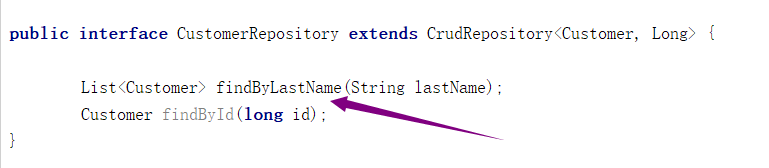 public interface CustomerRepository extends CrudRepository<Customer, Long> {
List<Customer> findByLastName(String lastName);
Customer findById(long id);
}